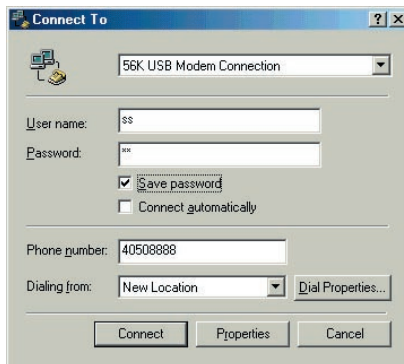 Connect To
56K USB Modem Connection
User name: ss
Password: **
Save password
Connect automatically
Phone number: 40508888
Dialing from: New Location Dial Properties...
Connect Properties Cancel